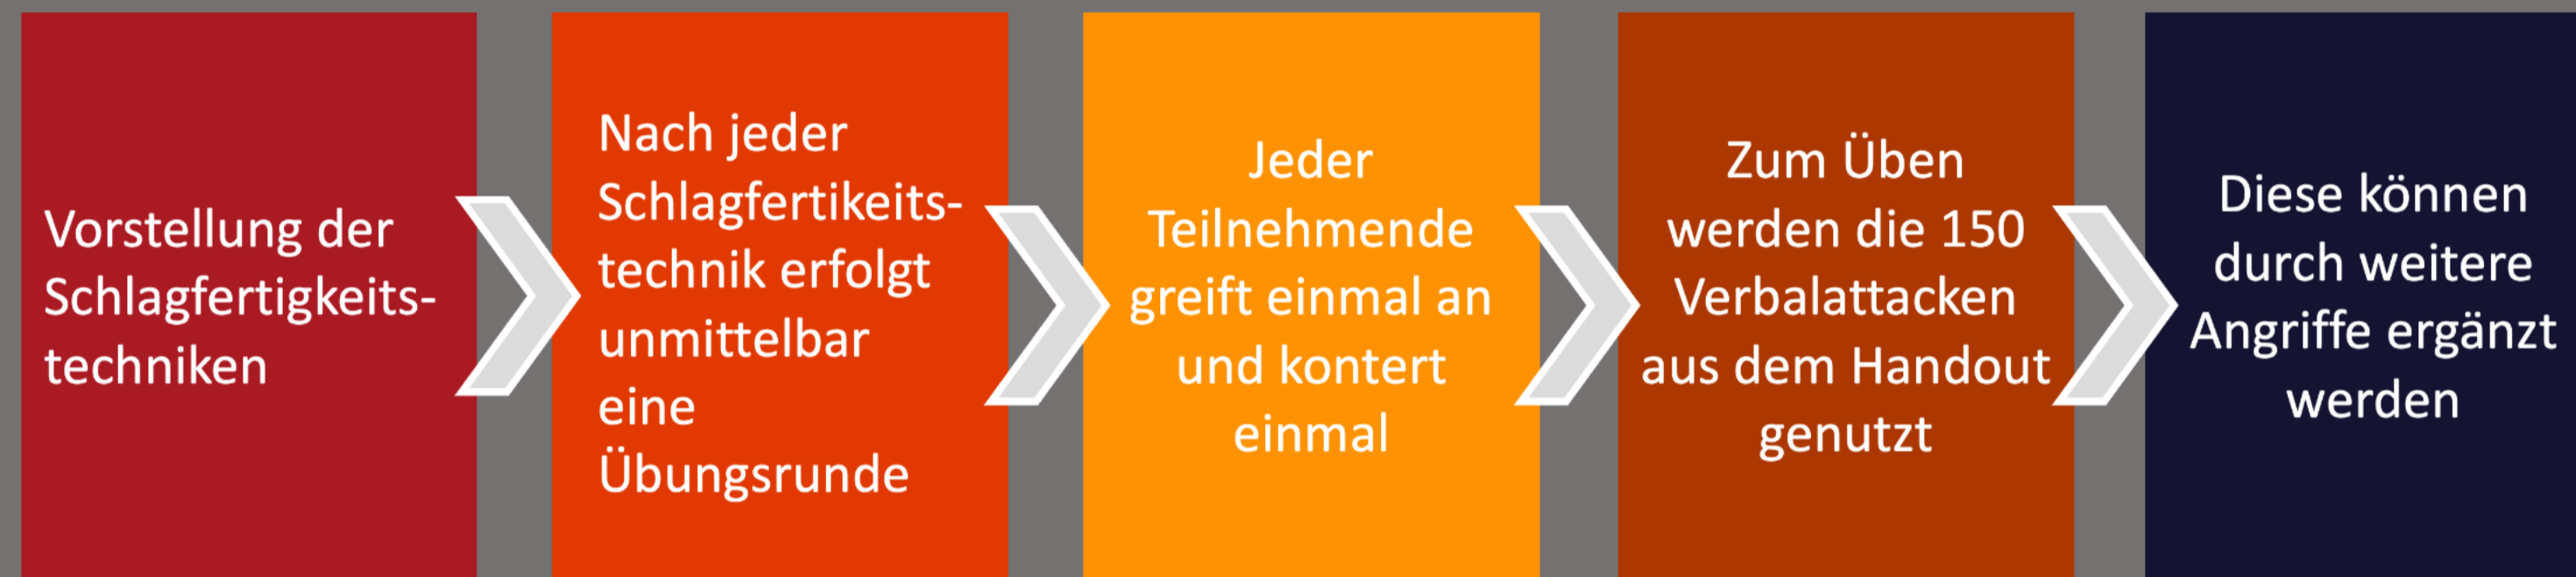 Vorstellung der
Schlagfertigkeits-
techniken
Nach jeder
Schlagfertikeits-
technik erfolgt
unmittelbar
eine
Übungsrunde
Jeder
Teilnehmende
greift einmal an
und kontert
einmal
Zum Üben
werden die 150
Verbalattacken
aus dem Handout
genutzt
Diese können
durch weitere
Angriffe ergänzt
werden